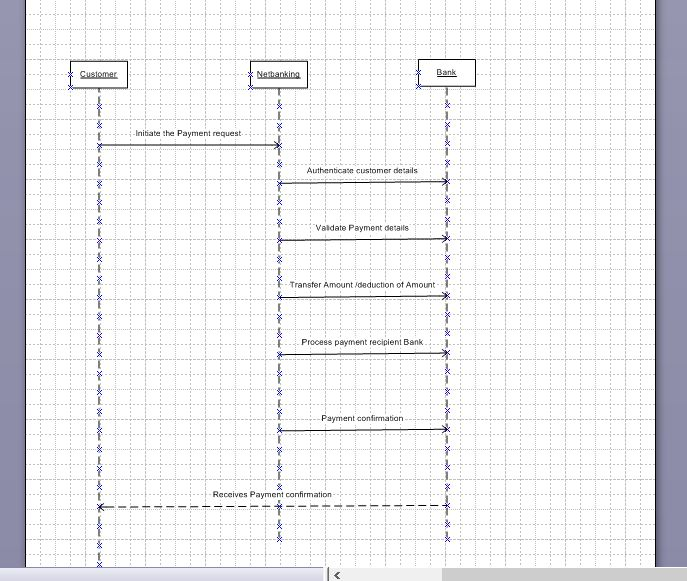 Customer
Netbanking
Bank
Initiate the Payment request
Authenticate customer details
Validate Payment details
Transfer Amount /deduction of Amount
Process payment recipient Bank
Payment confirmation
Receives Payment confirmation